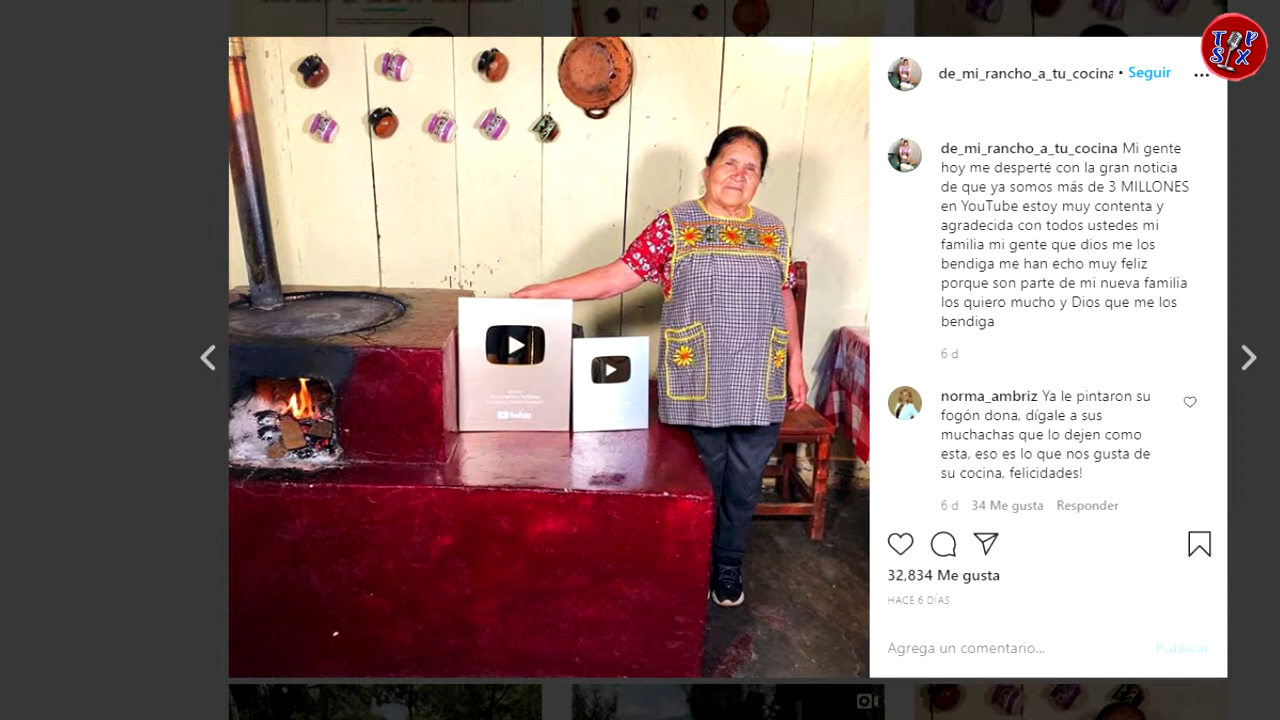 TOP
SIX
de_mi_rancho_a_tu_cocina • Seguir
de_mi_rancho_a_tu_cocina Mi gente
hoy me desperté con la gran noticia
de que ya somos más de 3 MILLONES
en YouTube estoy muy contenta y
agradecida con todos ustedes mi
familia mi gente que dios me los
bendiga me han echo muy feliz
porque son parte de mi nueva familia
los quiero mucho y Dios que me los
bendiga
6 d
norma_ambriz Ya le pintaron su
fogón dona, dígale a sus
muchachas que lo dejen como
esta, eso es lo que nos gusta de
su cocina, felicidades!
6 d 34 Me gusta Responder
32,834 Me gusta
HACE 6 DÍAS
Agrega un comentario...
Publicar
YouTube